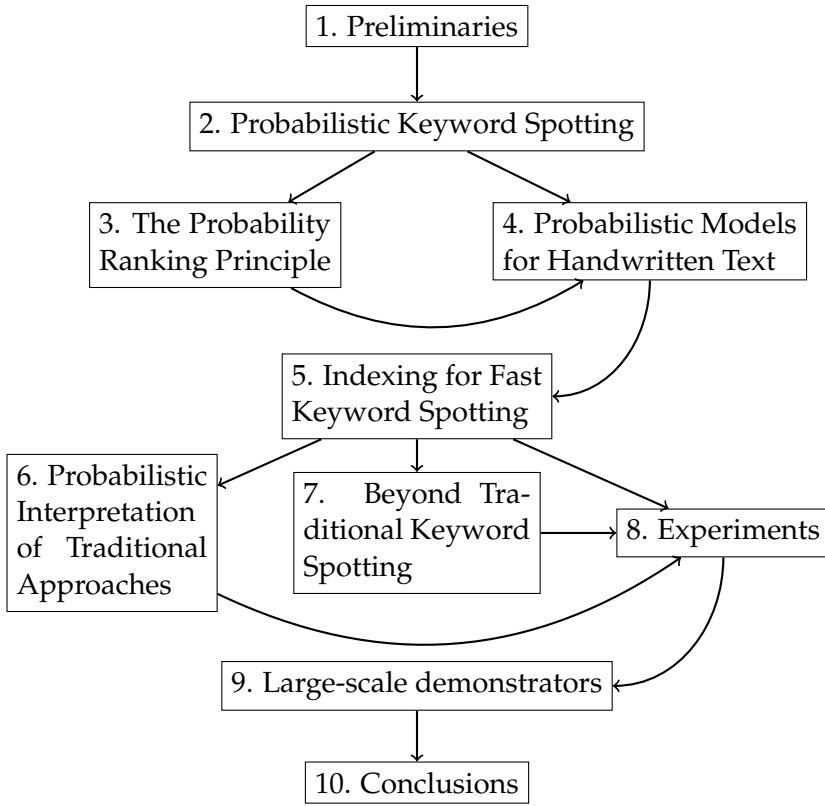 1. Preliminaries
2. Probabilistic Keyword Spotting
3. The Probability
Ranking Principle
4. Probabilistic Models
for Handwritten Text
5. Indexing for Fast
Keyword Spotting
6. Probabilistic
Interpretation
of Traditional
Approaches
7. Beyond Tra-
ditional Keyword
Spotting
8. Experiments
9. Large-scale demonstrators
10. Conclusions